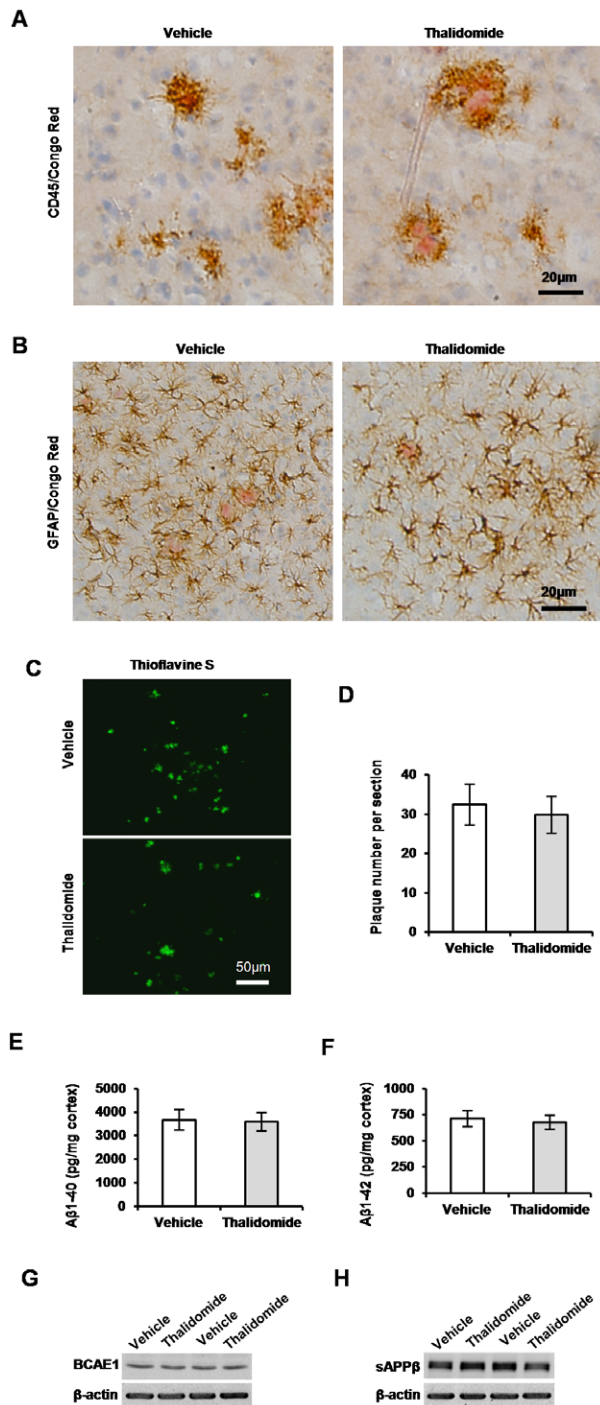 A
Vehicle
Thalidomide
CD45/Congo Red
20µm
B
Vehicle
Thalidomide
GFAP/Congo Red
20µm
C
Thioflavine S
Vehicle
Thalidomide
50µm
D
Plaque number per section
40
30
20
10
0
Vehicle
Thalidomide
E
Aβ1-40 (pg/mg cortex)
5000
4000
3000
2000
1000
0
Vehicle
Thalidomide
F
Aβ1-42 (pg/mg cortex)
1000
750
500
250
0
Vehicle
Thalidomide
G
Vehicle
Thalidomide
Vehicle
Thalidomide
BCAE1
β-actin
H
Vehicle
Thalidomide
Vehicle
Thalidomide
sAPPβ
β-actin